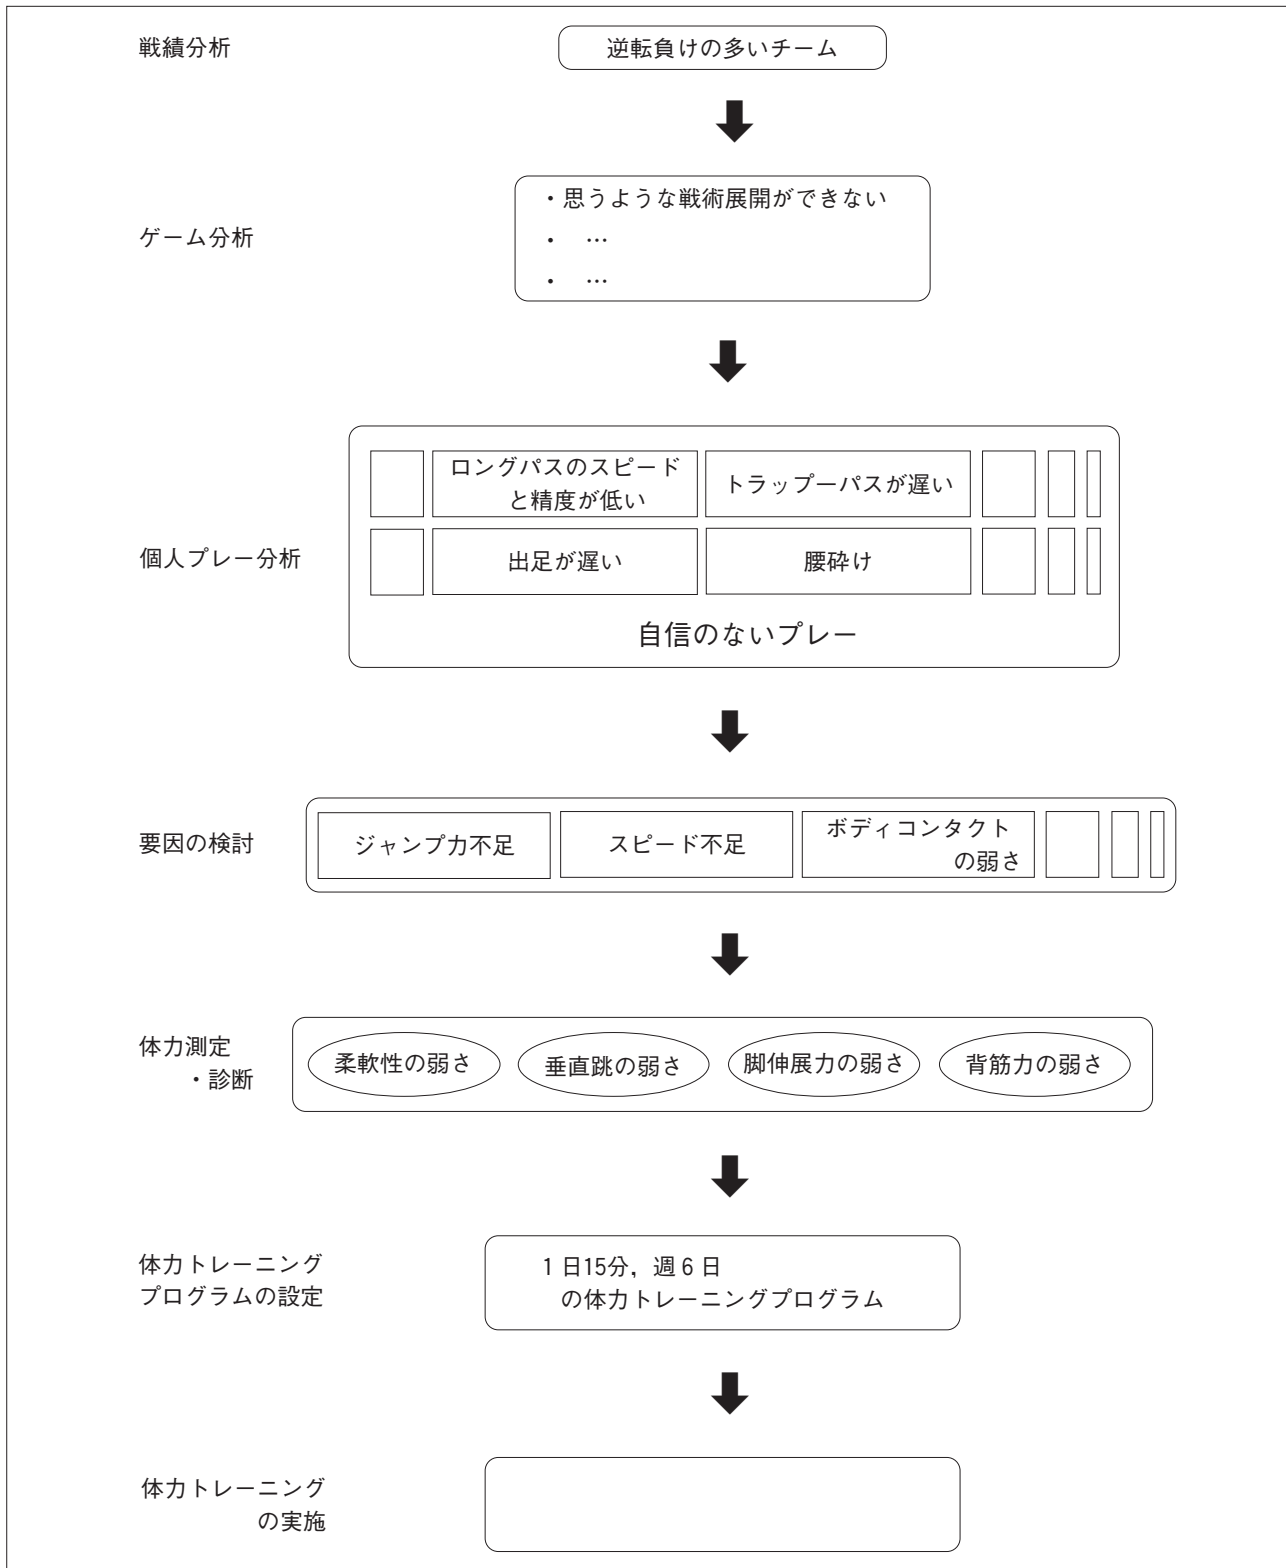 戦績分析
逆転負けの多いチーム
ゲーム分析
・思うような戦術展開ができない
・ …
・ …
個人プレー分析
ロングパスのスピード
と精度が低い
トラップーパスが遅い
出足が遅い
腰砕け
自信のないプレー
要因の検討
ジャンプ力不足
スピード不足
ボディコンタクト
の弱さ
体力測定
・診断
柔軟性の弱さ
垂直跳の弱さ
脚伸展力の弱さ
背筋力の弱さ
体力トレーニング
プログラムの設定
1日15分，週6日
の体力トレーニングプログラム
体力トレーニング
の実施